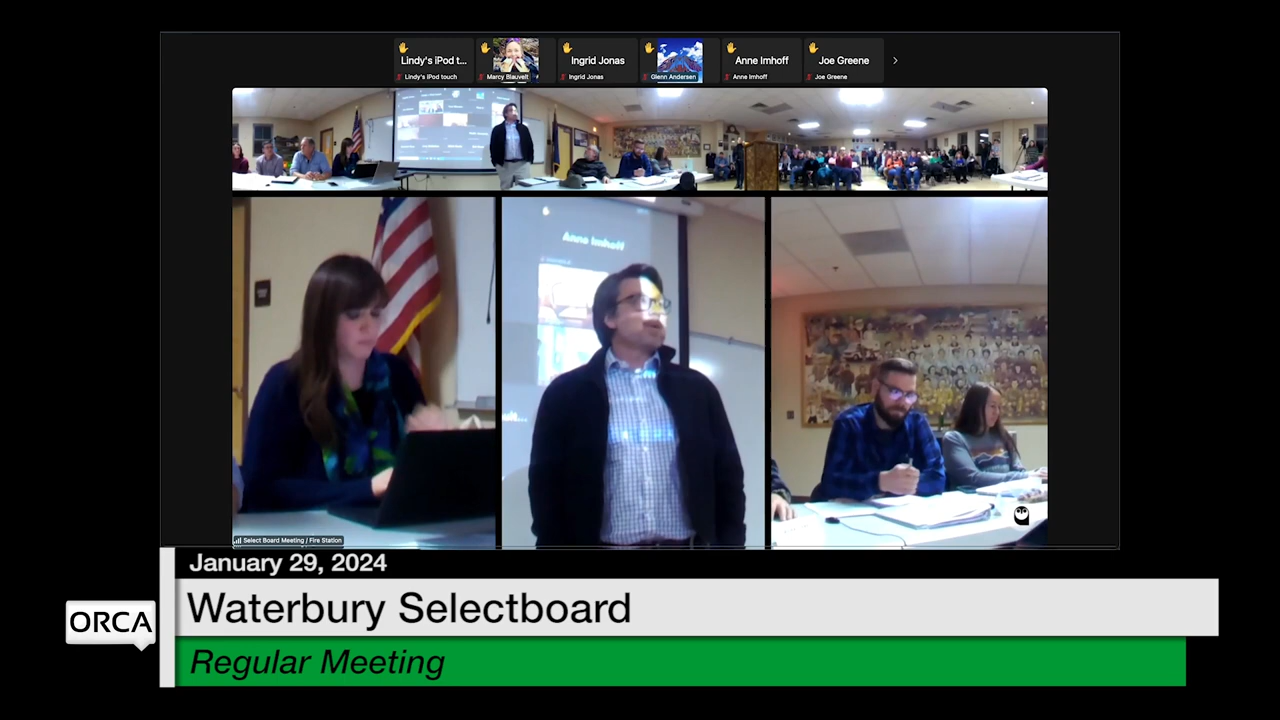 Lindy's iPod t...
Ingrid Jonas
Anne Imhoff
Joe Greene
Lindy's iPod touch
Marcy Blauvelt
Ingrid Jonas
Glenn Andersen
Anne Imhoff
Joe Greene
Anne Imhoff
Select Board Meeting / Fire Station
January 29, 2024
Waterbury Selectboard
ORCA
Regular Meeting